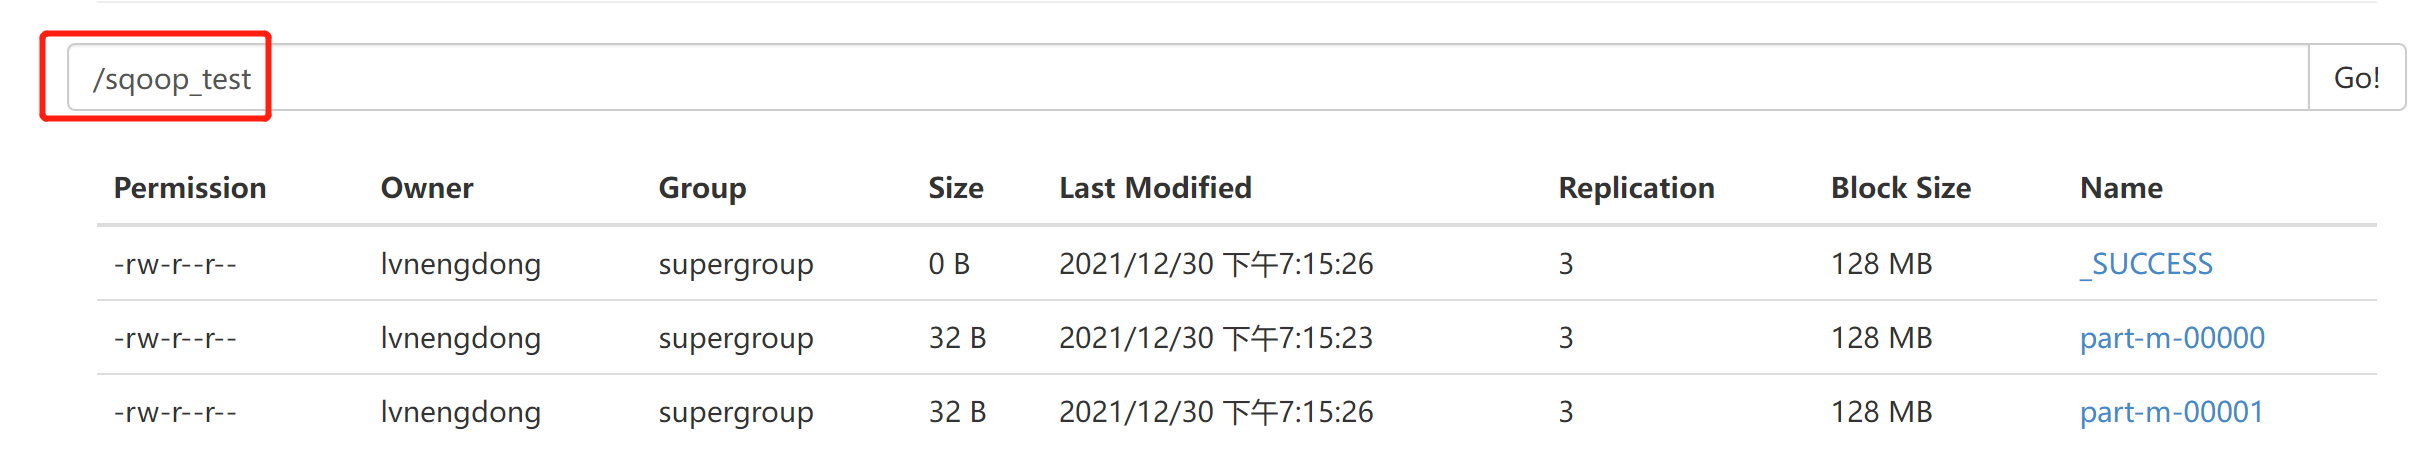 /sqoop_test Go!
Permission Owner Group Size Last Modified Replication Block Size Name
-rw-r--r-- lvnengdong supergroup 0 B 2021/12/30 下午7:15:26 3 128 MB _SUCCESS
-rw-r--r-- lvnengdong supergroup 32 B 2021/12/30 下午7:15:23 3 128 MB part-m-00000
-rw-r--r-- lvnengdong supergroup 32 B 2021/12/30 下午7:15:26 3 128 MB part-m-00001